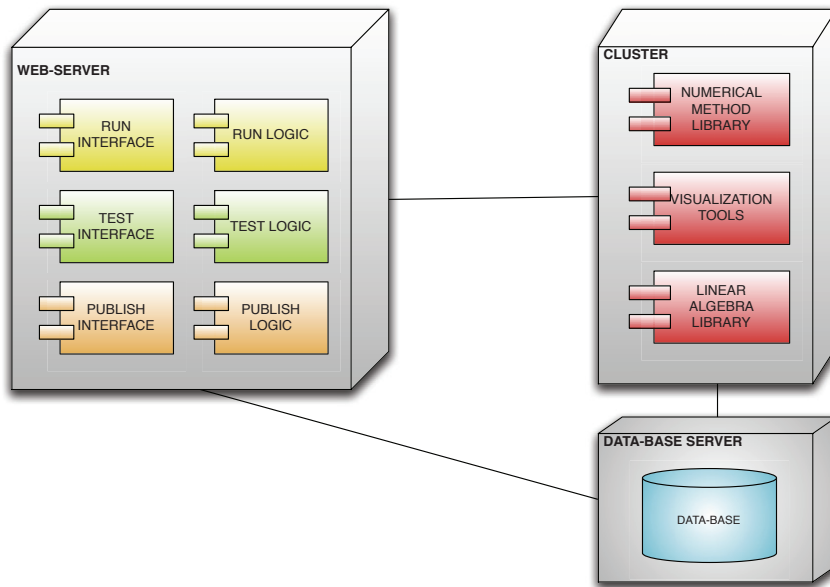 WEB-SERVER
RUN
INTERFACE
RUN LOGIC
TEST
INTERFACE
TEST LOGIC
PUBLISH
INTERFACE
PUBLISH
LOGIC
CLUSTER
NUMERICAL
METHOD
LIBRARY
VISUALIZATION
TOOLS
LINEAR
ALGEBRA
LIBRARY
DATA-BASE SERVER
DATA-BASE